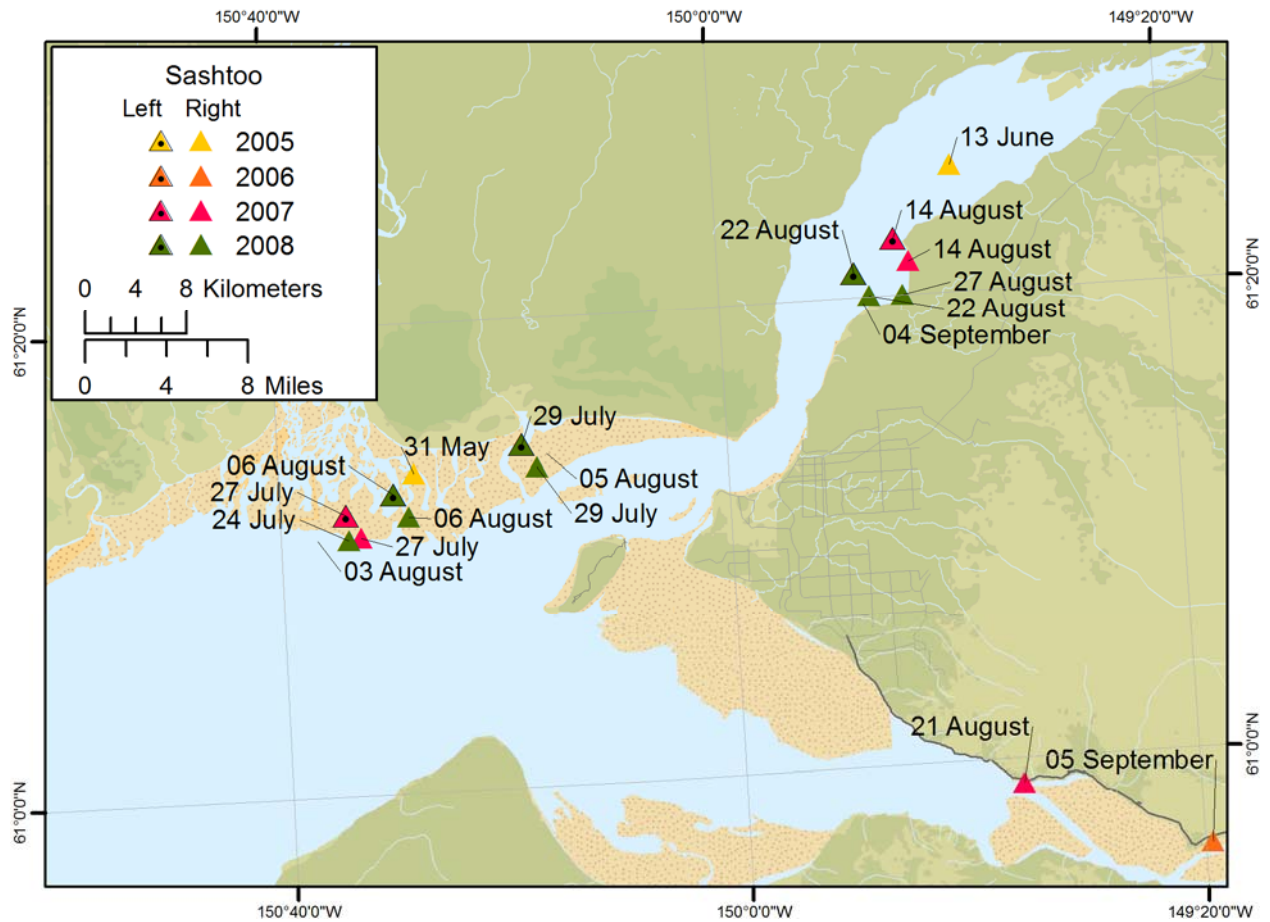 150°40'0"W 150°0'0"W 149°20'0"W
Sashtoo
Left Right
2005
2006
2007
2008
0 4 8 Kilometers
0 4 8 Miles
13 June
14 August
22 August
14 August
27 August
22 August
04 September
61°20'0"N
61°20'0"N
29 July
31 May
06 August
05 August
27 July
29 July
24 July
06 August
27 July
03 August
21 August
05 September
61°0'0"N
61°0'0"N
150°40'0"W 150°0'0"W 149°20'0"W